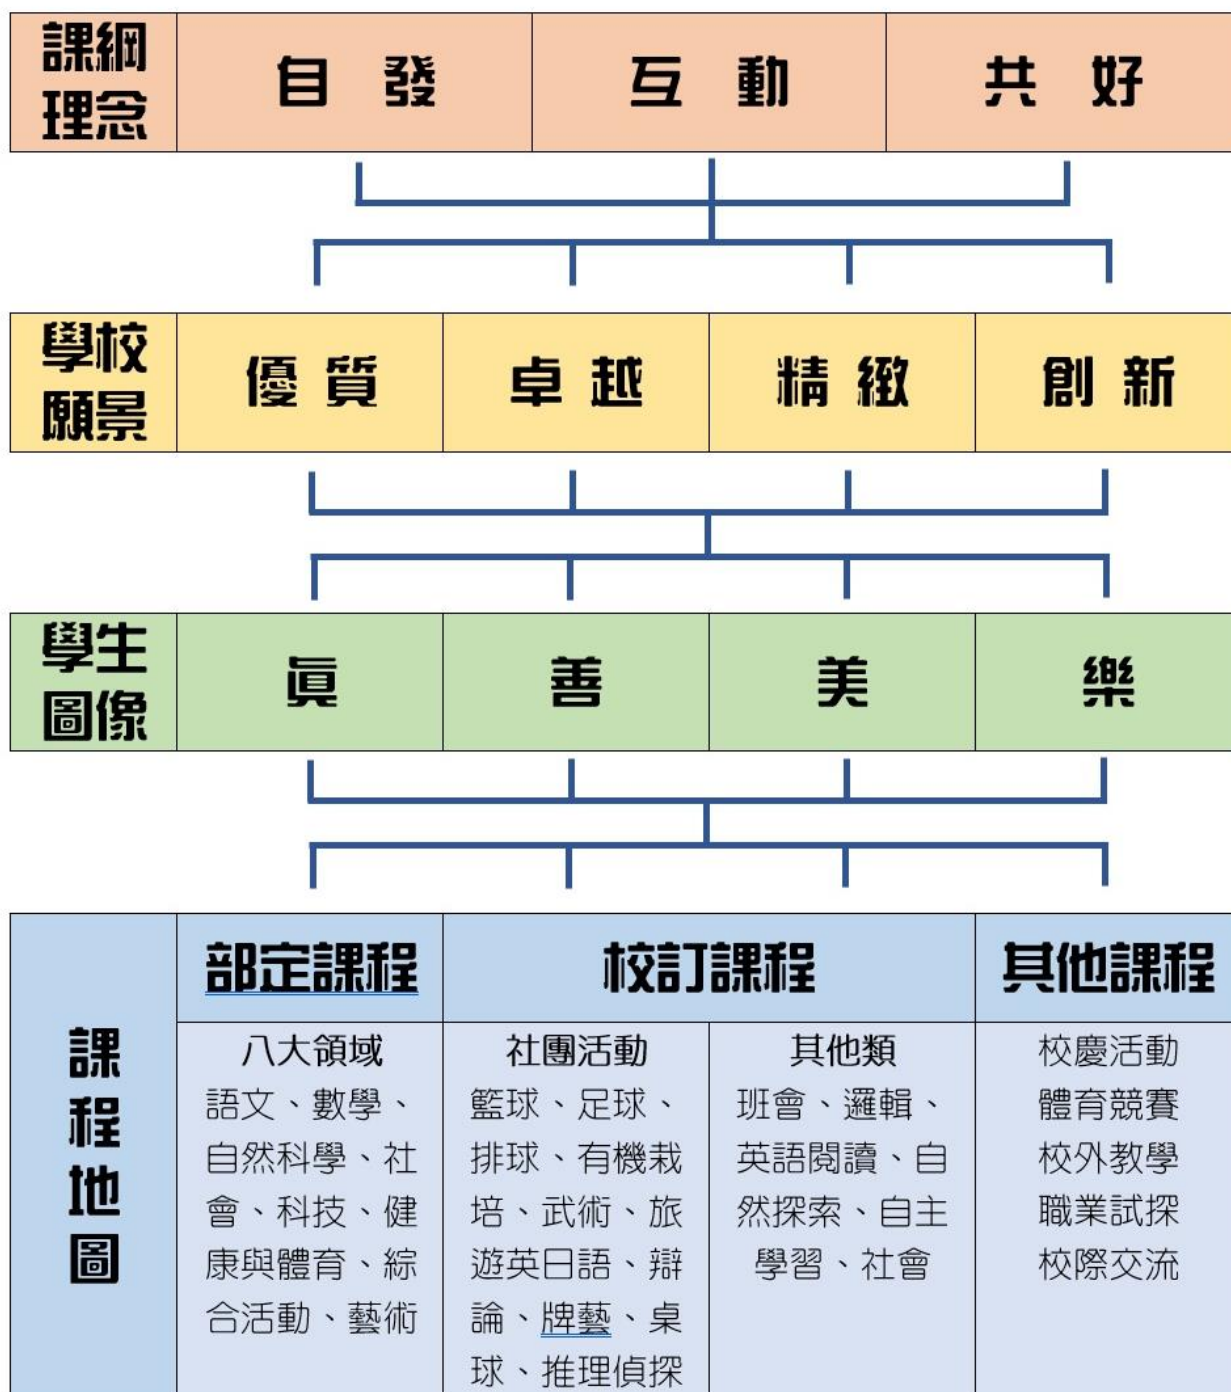 課綱
理念
自發
互動
共好
學校
願景
優質
卓越
精緻
創新
學生
圖像
眞
善
美
樂
課程地圖
部定課程
校訂課程
其他課程
八大領域
語文、數學、
自然科學、社
會、科技、健
康與體育、綜
合活動、藝術
社團活動
籃球、足球、
排球、有機栽
培、武術、旅
遊英日語、辯
論、牌藝、桌
球、推理偵探
其他類
班會、邏輯、
英語閱讀、自
然探索、自主
學習、社會
校慶活動
體育競賽
校外教學
職業試探
校際交流